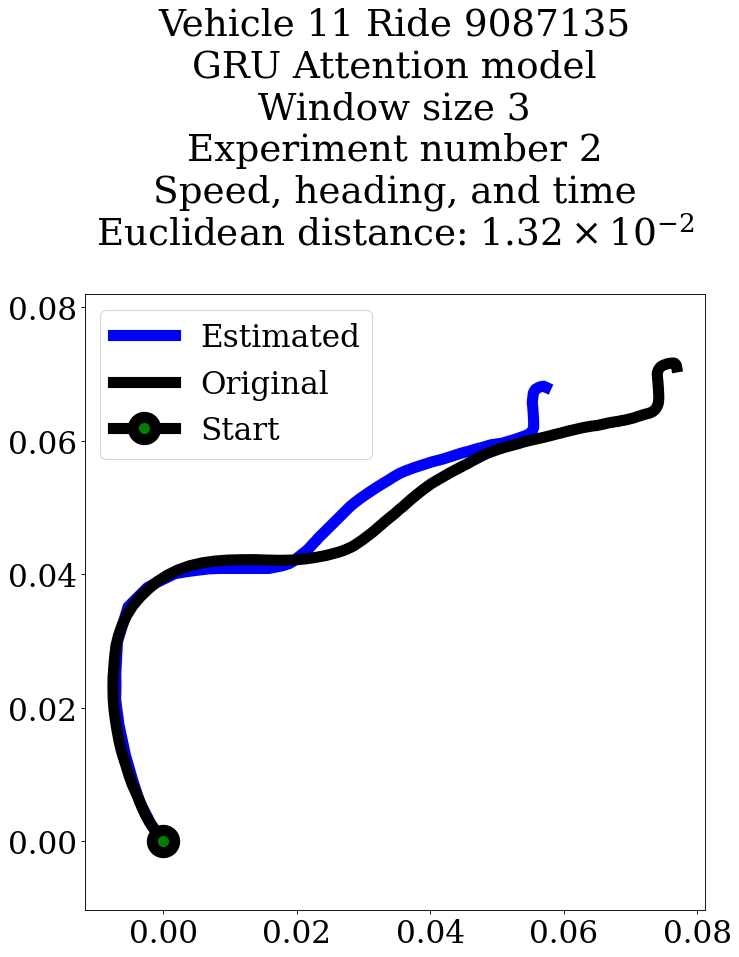 Vehicle 11 Ride 9087135
GRU Attention model
Window size 3
Experiment number 2
Speed, heading, and time
Euclidean distance: 1.32 × 10⁻²
0.08
Estimated
Original
Start
0.06
0.04
0.02
0.00
0.00 0.02 0.04 0.06 0.08